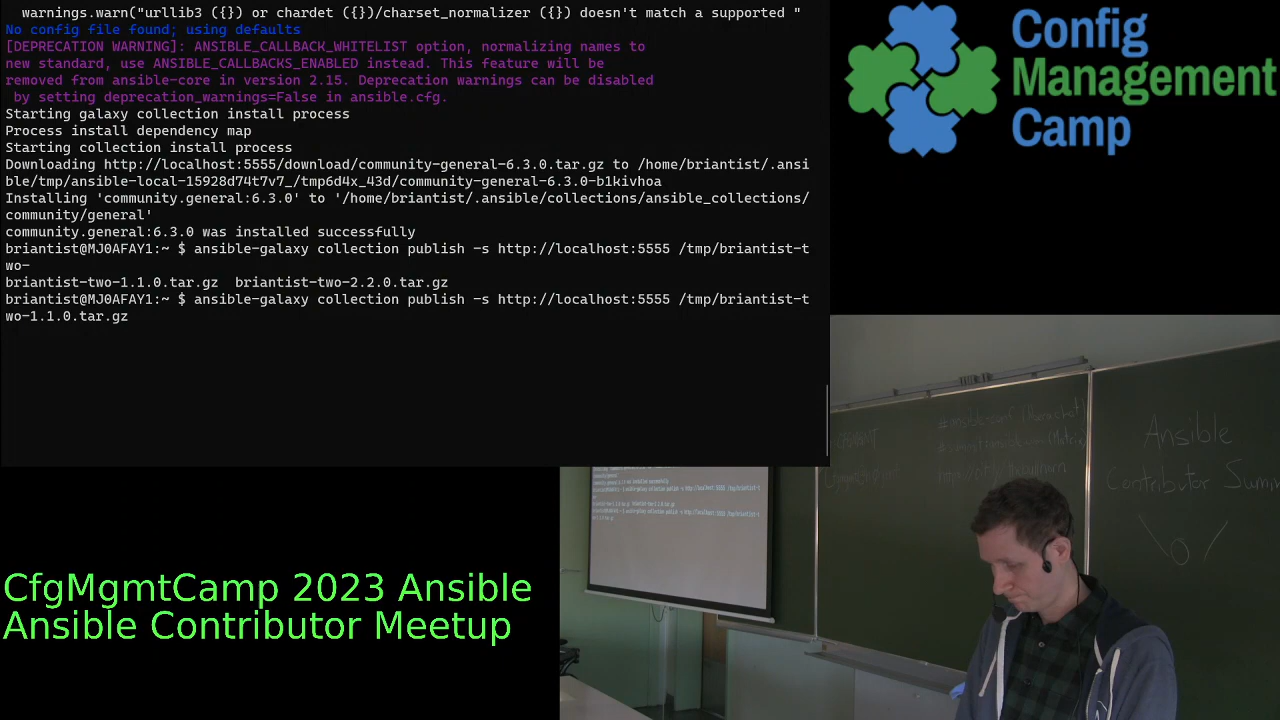 warnings.warn("urllib3 ({}) or chardet ({})/charset_normalizer ({}) doesn't match a supported "
No config file found; using defaults
[DEPRECATION WARNING]: ANSIBLE_CALLBACK_WHITELIST option, normalizing names to
new standard, use ANSIBLE_CALLBACKS_ENABLED instead. This feature will be
removed from ansible-core in version 2.15. Deprecation warnings can be disabled
by setting deprecation_warnings=False in ansible.cfg.
Starting galaxy collection install process
Process install dependency map
Starting collection install process
Downloading http://localhost:5555/download/community-general-6.3.0.tar.gz to /home/briantist/.ansi
ble/tmp/ansible-local-15928d74t7v7_/tmp6d4x_43d/community-general-6.3.0-b1kivhoa
Installing 'community.general:6.3.0' to '/home/briantist/.ansible/collections/ansible_collections/
community/general'
community.general:6.3.0 was installed successfully
briantist@MJ0AFAY1:~ $ ansible-galaxy collection publish -s http://localhost:5555 /tmp/briantist-t
wo-
briantist-two-1.1.0.tar.gz  briantist-two-2.2.0.tar.gz
briantist@MJ0AFAY1:~ $ ansible-galaxy collection publish -s http://localhost:5555 /tmp/briantist-t
wo-1.1.0.tar.gz
Config
Management
Camp
Ansible
Contributor Summi
CfgMgmtCamp 2023 Ansible
Ansible Contributor Meetup